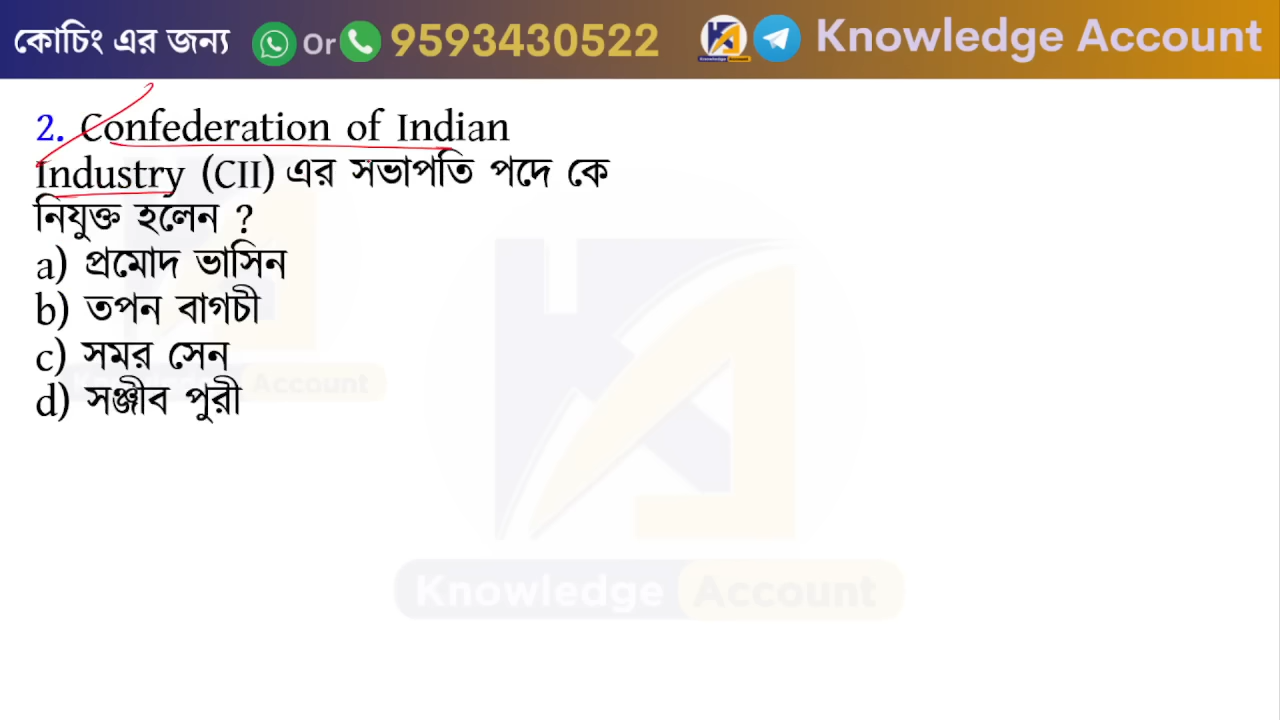 কোচিং এর জন্য Or 9593430522 Knowledge Account
2. Confederation of Indian
Industry (CII) এর সভাপতি পদে কে
নিযুক্ত হলেন ?
a) প্রমোদ ভাসিন
b) তপন বাগচী
c) সমর সেন
d) সঞ্জীব পুরী
Account
Knowledge Account